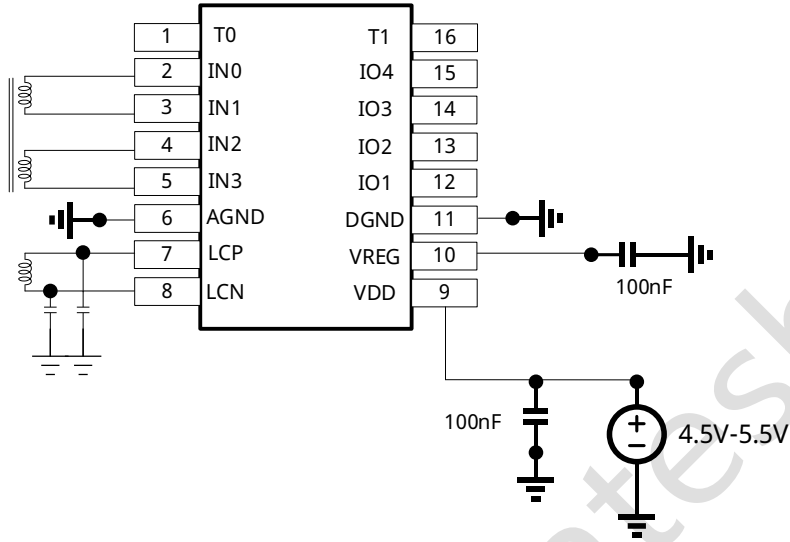 1 T0 T1 16
2 IN0 IO4 15
3 IN1 IO3 14
4 IN2 IO2 13
5 IN3 IO1 12
6 AGND DGND 11
7 LCP VREG 10
8 LCN VDD 9
100nF
100nF
4.5V-5.5V